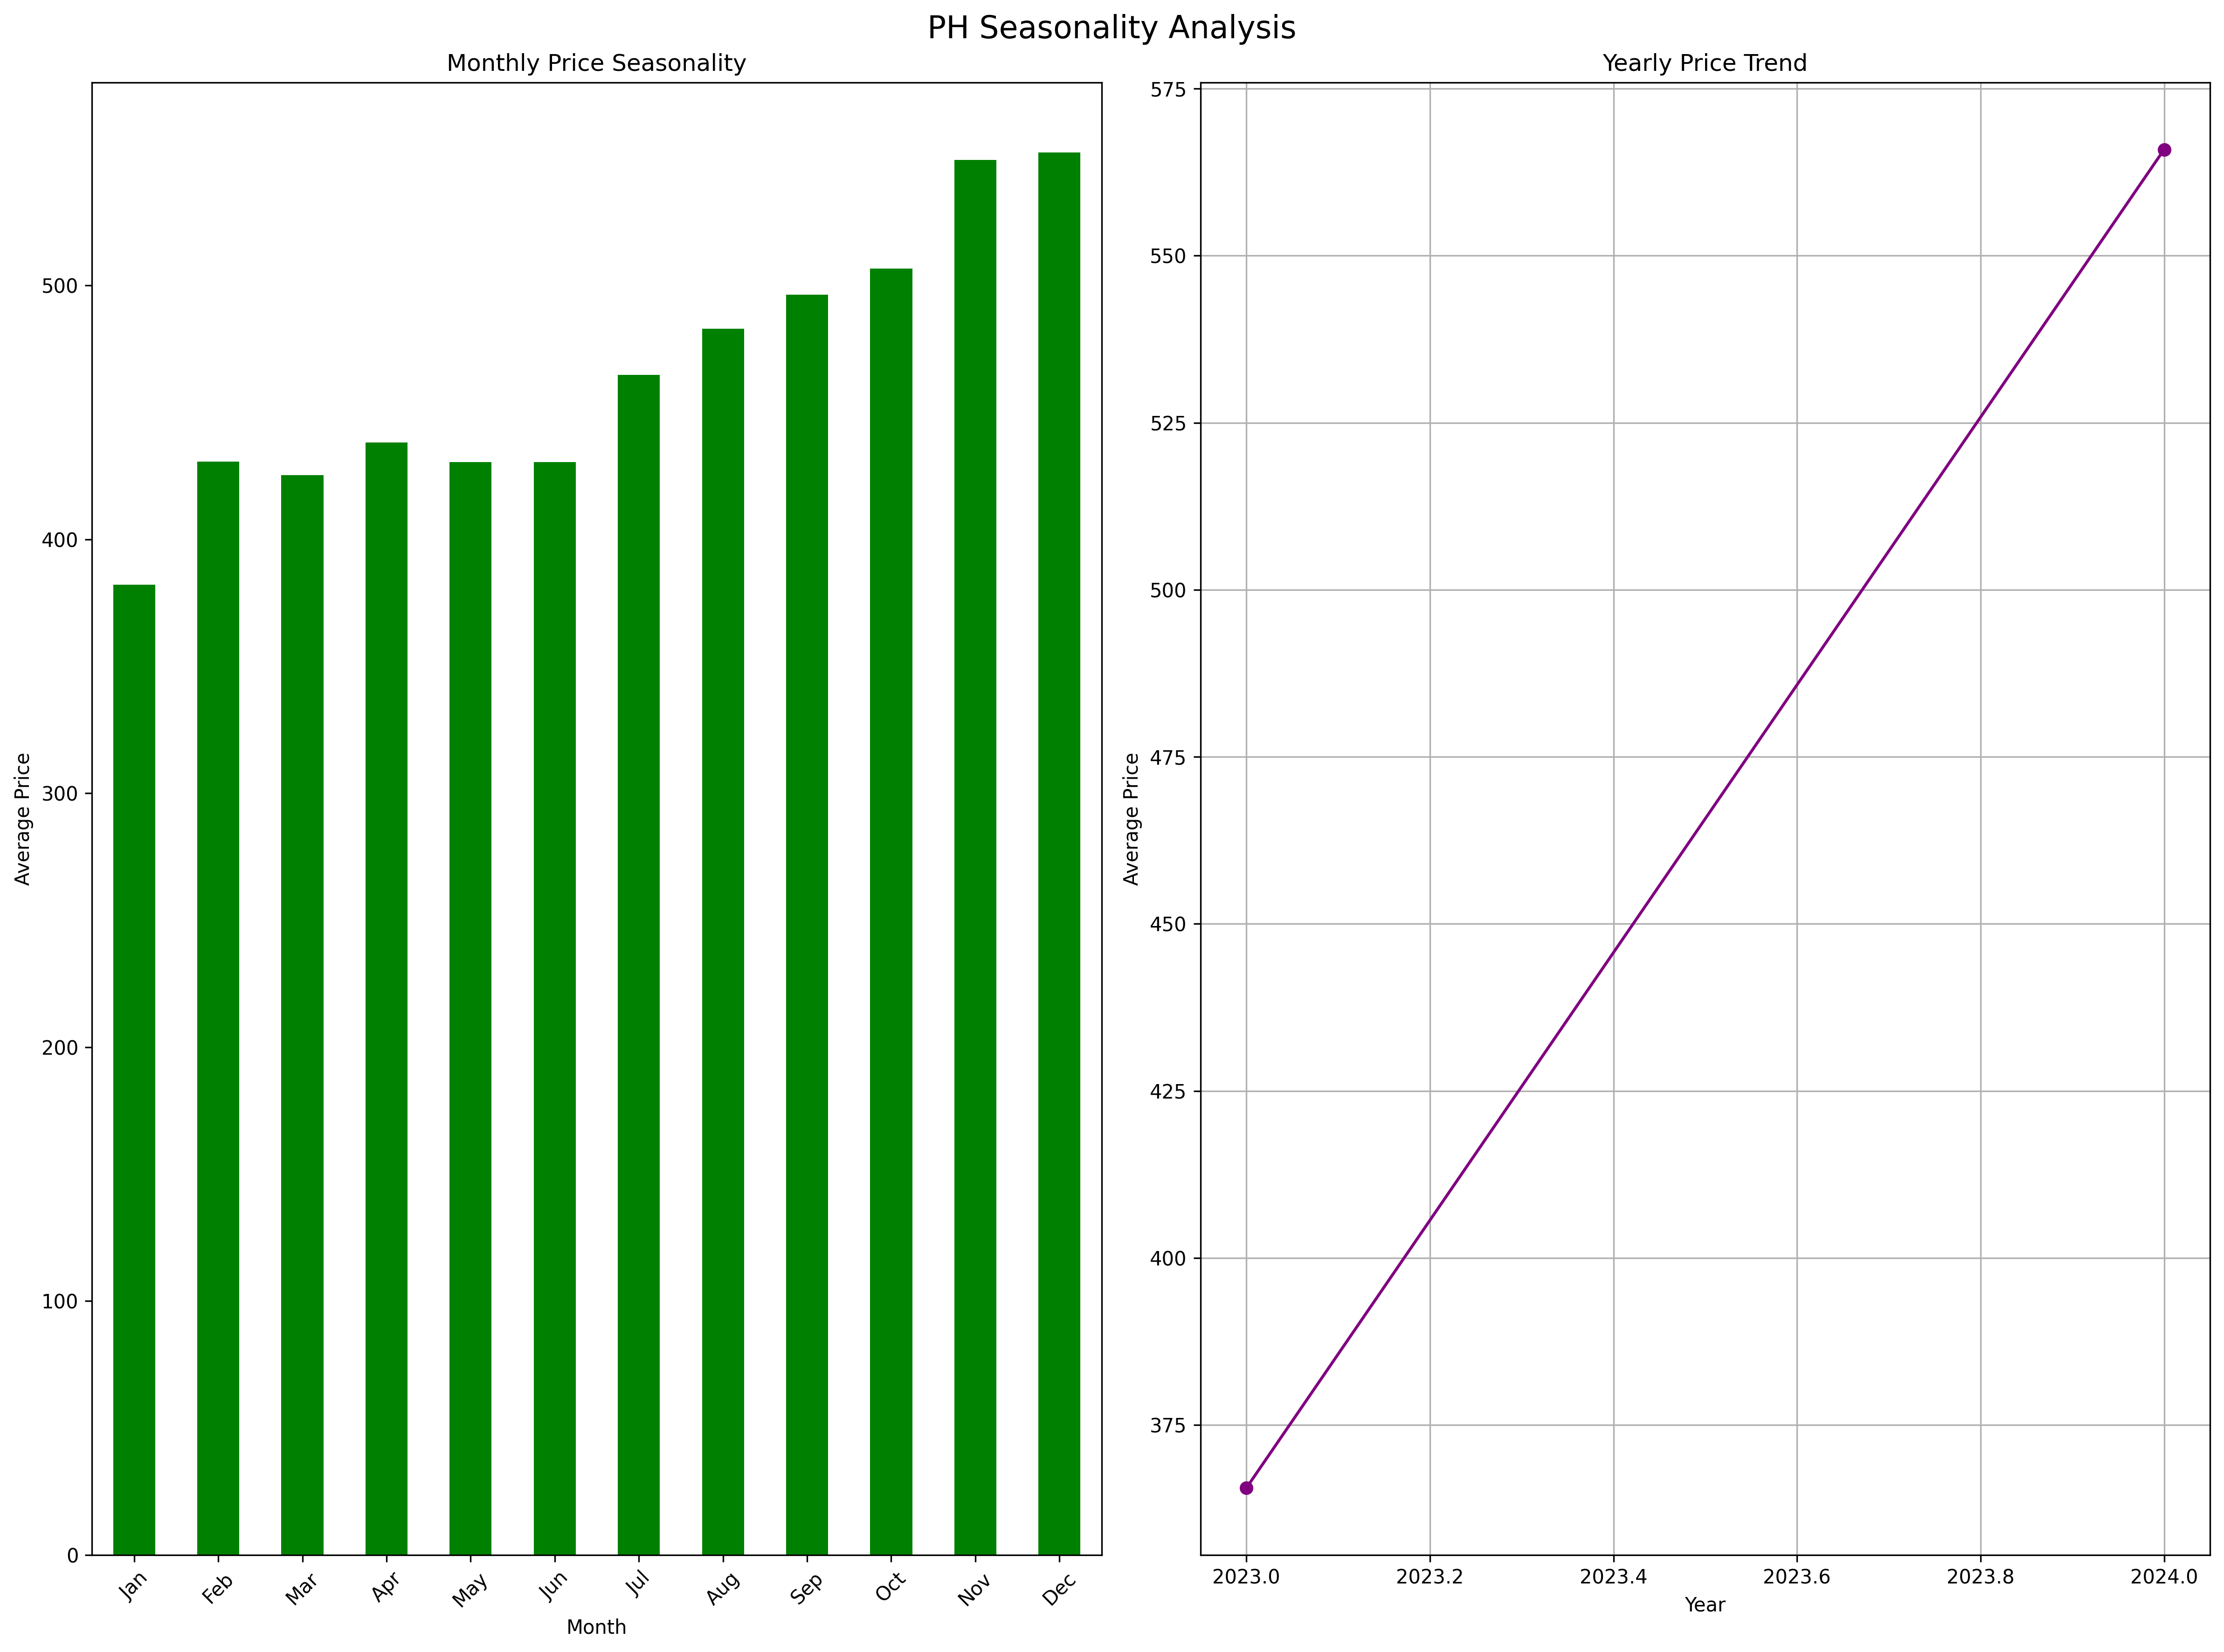 PH Seasonality Analysis
Monthly Price Seasonality
Average Price
500
400
300
200
100
0
Jan Feb Mar Apr May Jun Jul Aug Sep Oct Nov Dec
Month
Yearly Price Trend
Average Price
575
550
525
500
475
450
425
400
375
2023.0 2023.2 2023.4 2023.6 2023.8 2024.0
Year